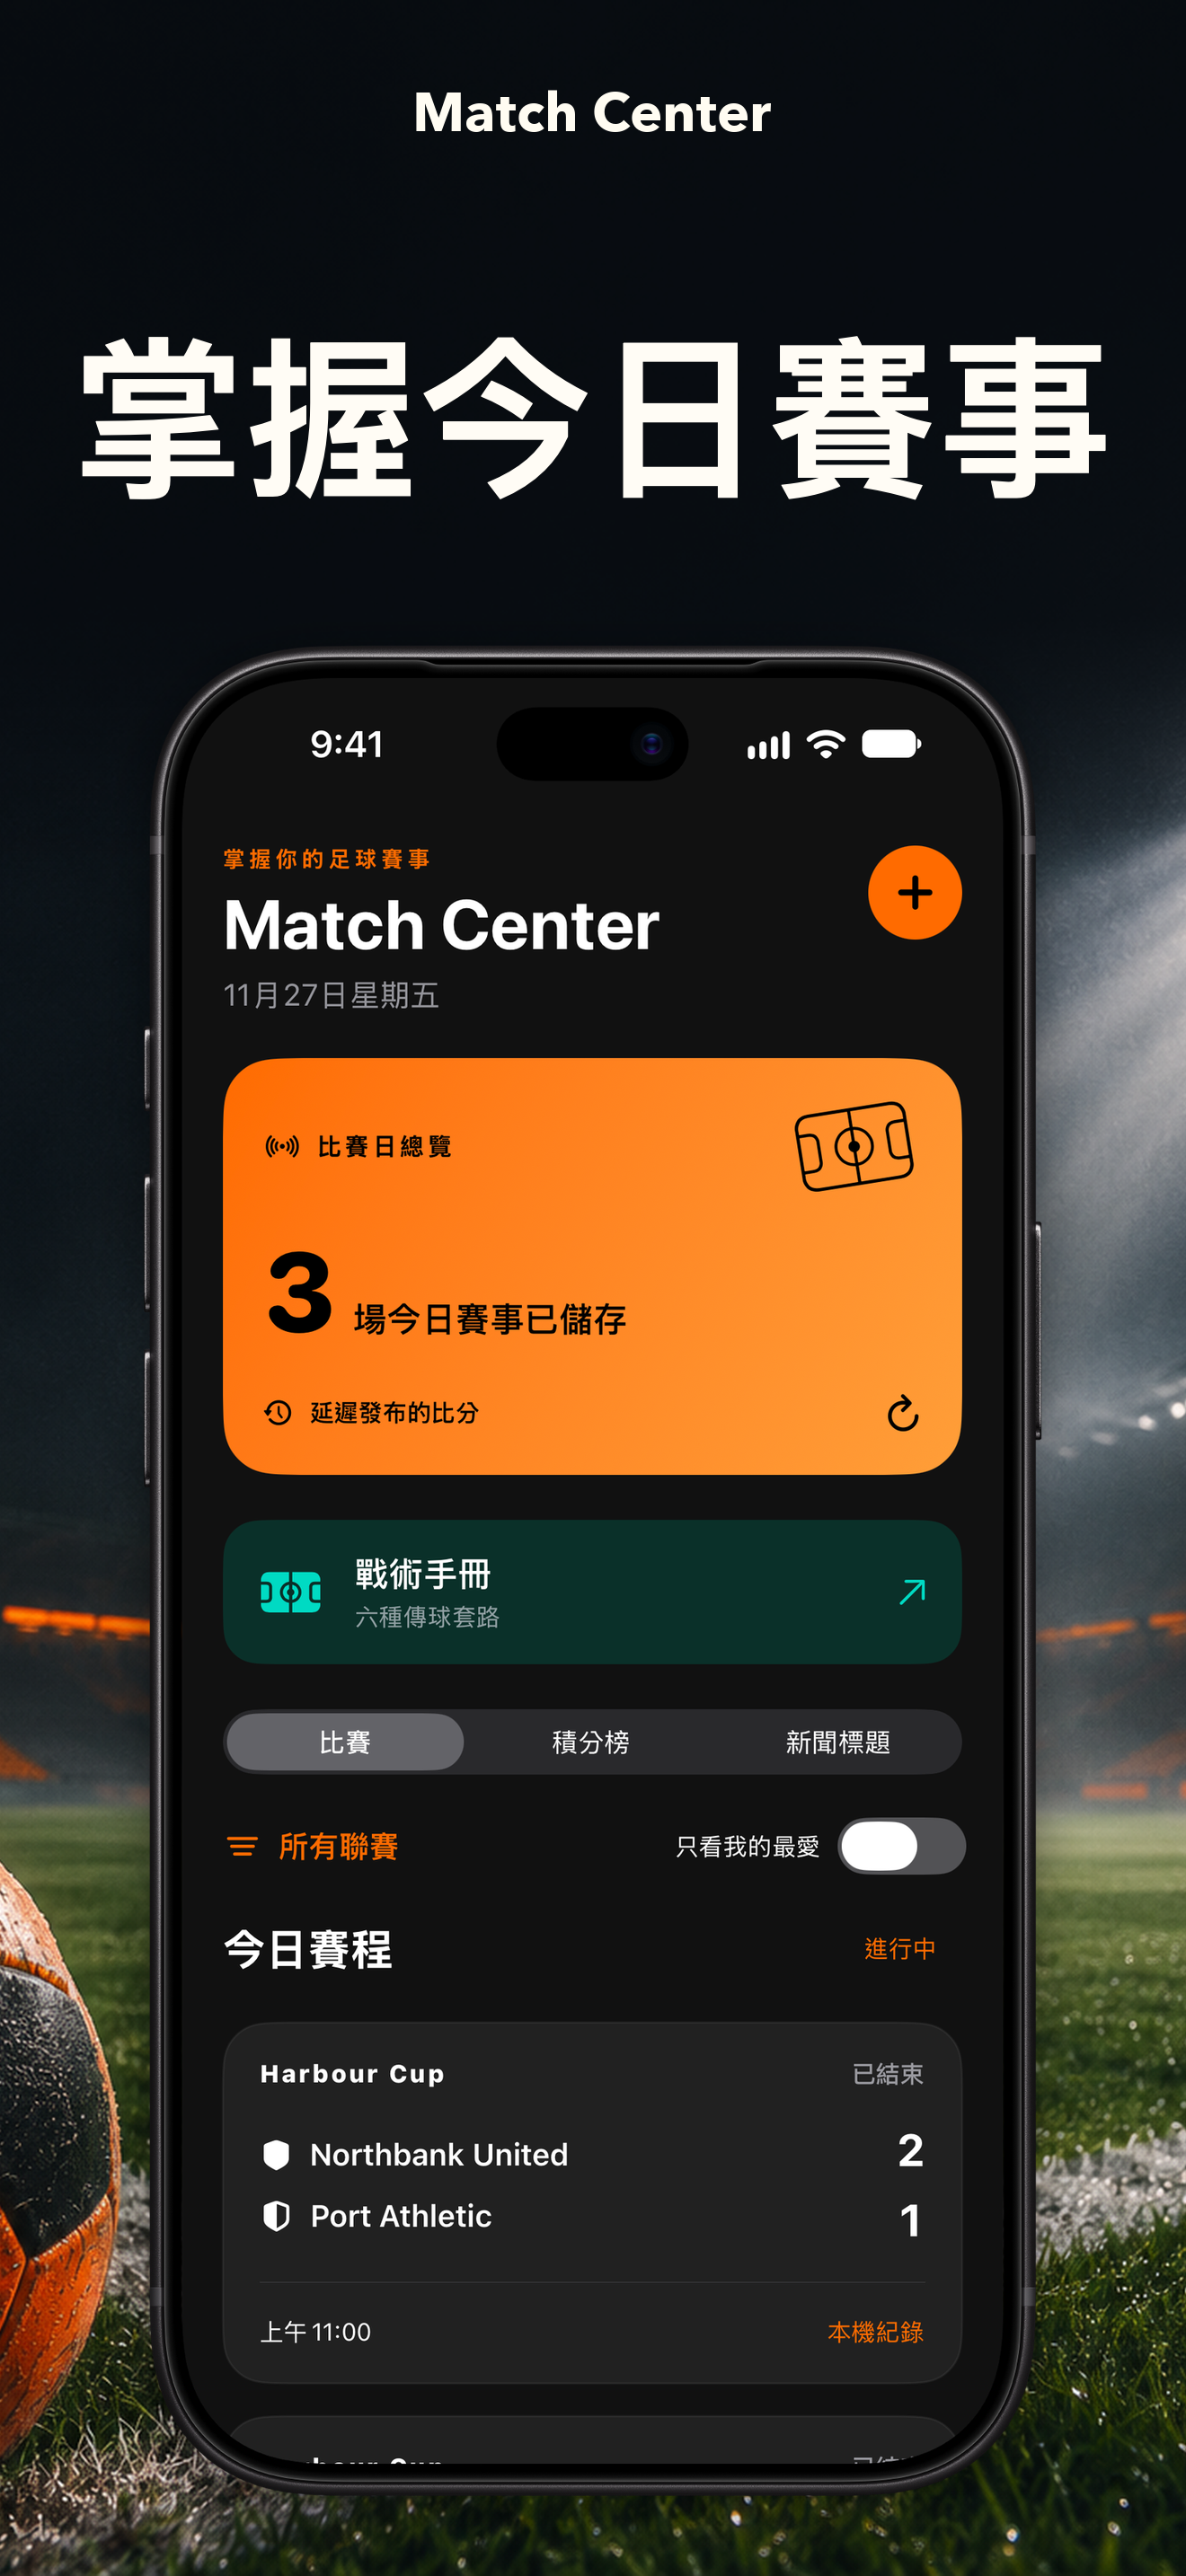 Match Center
掌握今日賽事
9:41
掌握你的足球賽事
Match Center
11月27日星期五
比賽日總覽
3 場今日賽事已儲存
延遲發布的比分
戰術手冊
六種傳球套路
比賽 積分榜 新聞標題
所有聯賽 只看我的最愛
今日賽程 進行中
Harbour Cup 已結束
Northbank United 2
Port Athletic 1
上午 11:00 本機紀錄